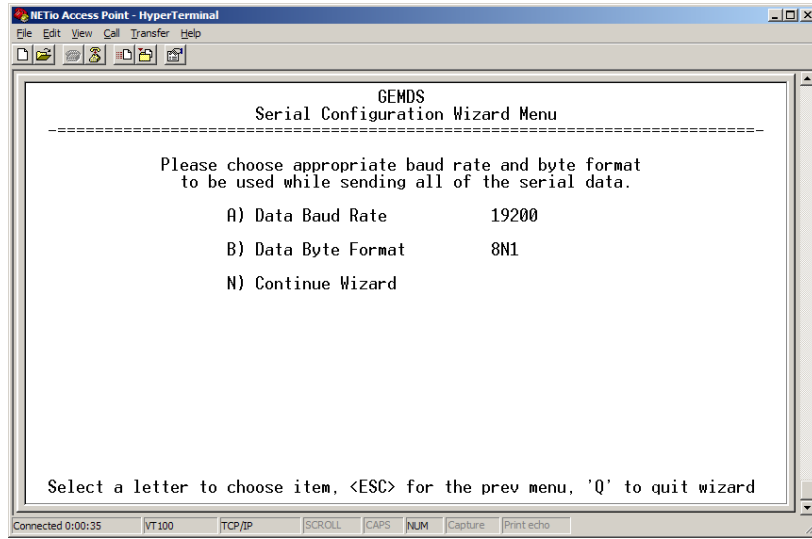 NETio Access Point - HyperTerminal
File Edit View Call Transfer Help
GEMDS
Serial Configuration Wizard Menu
-==========================================================================-
Please choose appropriate baud rate and byte format
to be used while sending all of the serial data.
A) Data Baud Rate 19200
B) Data Byte Format 8N1
N) Continue Wizard
Select a letter to choose item, <ESC> for the prev menu, 'Q' to quit wizard
Connected 0:00:35 VT100 TCP/IP SCROLL CAPS NUM Capture Print echo